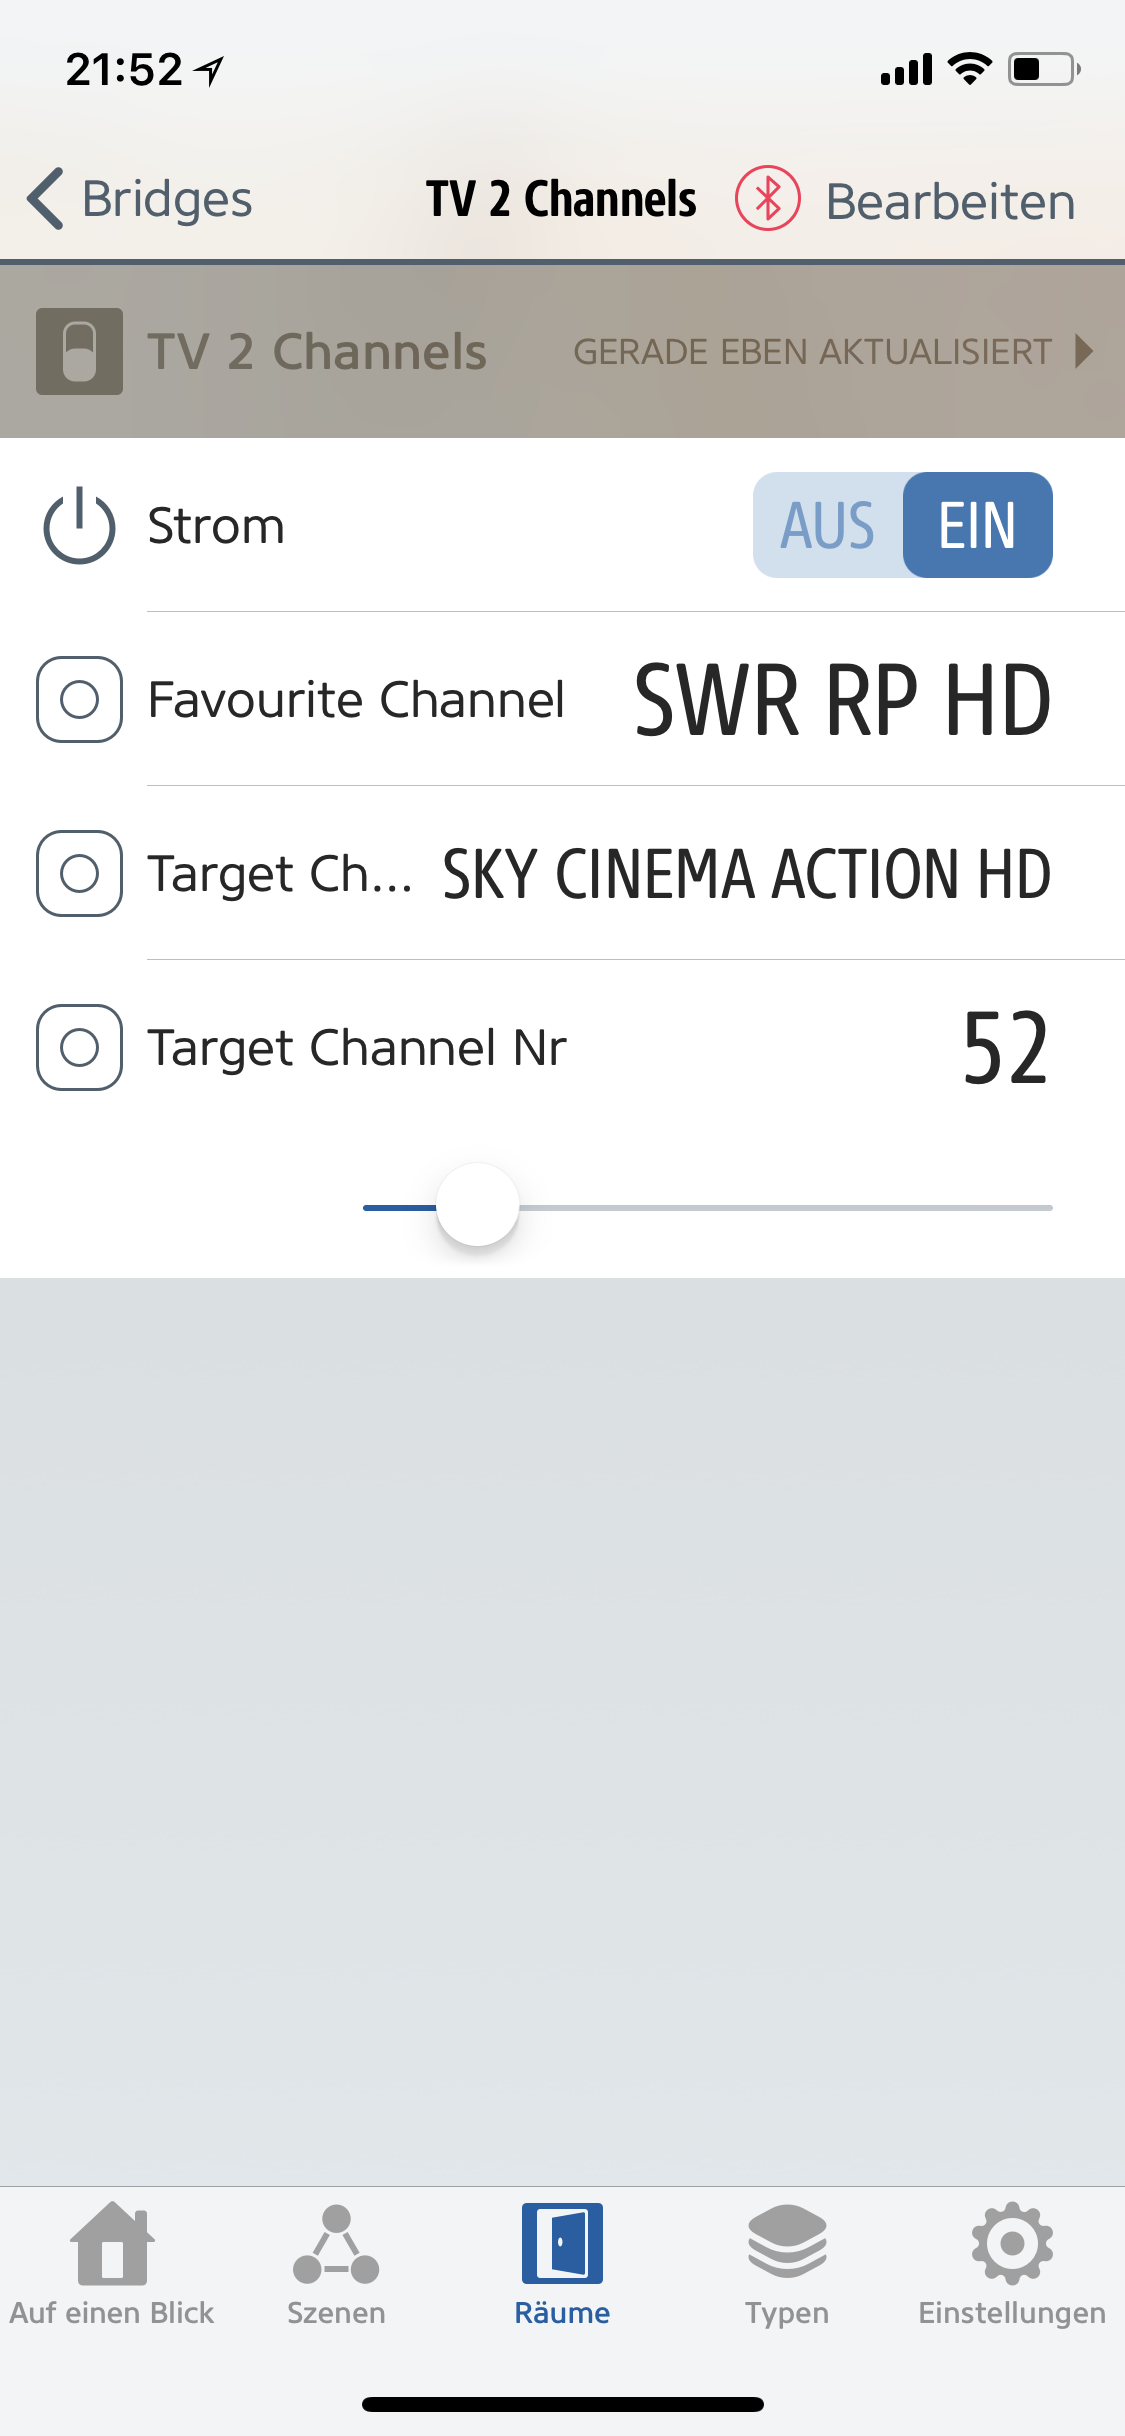 21:52
Bridges TV 2 Channels Bearbeiten
TV 2 Channels GERADE EBEN AKTUALISIERT
Strom AUS EIN
Favourite Channel SWR RP HD
Target Ch... SKY CINEMA ACTION HD
Target Channel Nr 52
Auf einen Blick Szenen Räume Typen Einstellungen